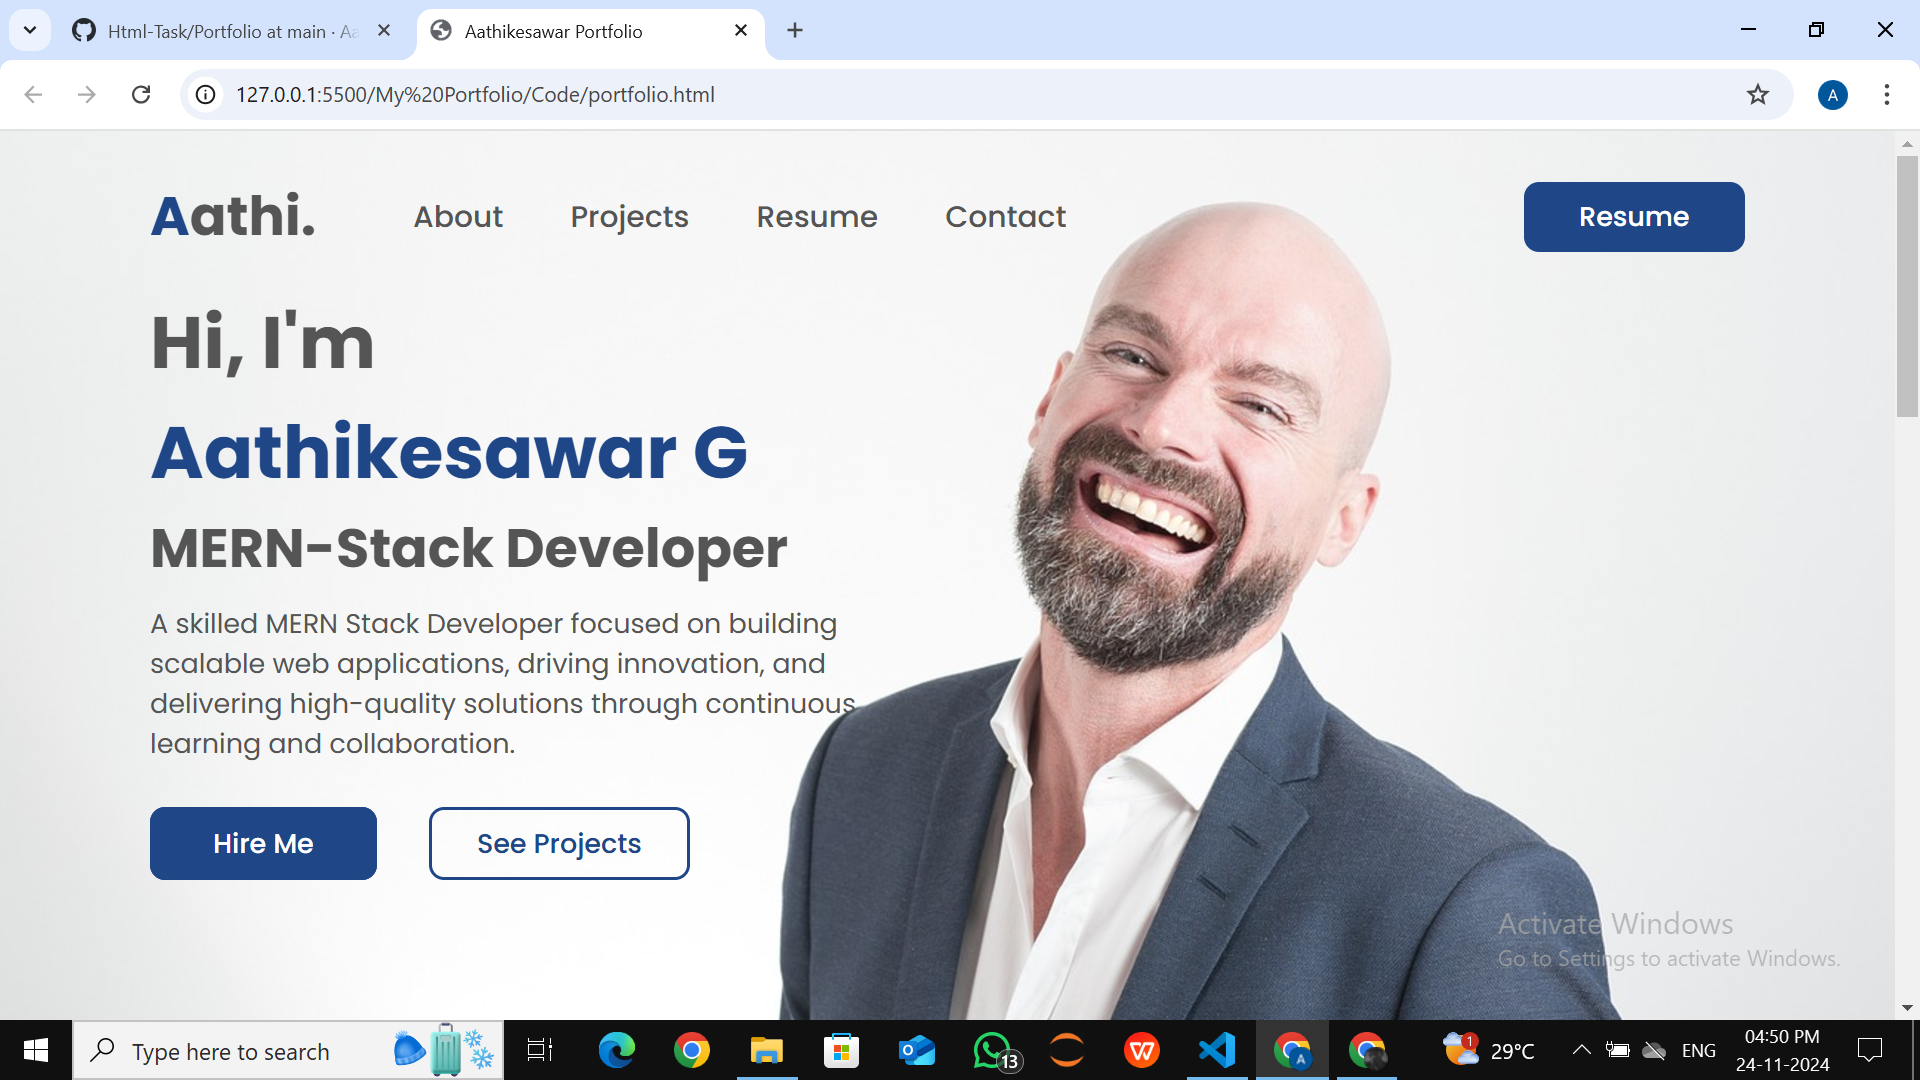 Html-Task/Portfolio at main · Aa
Aathikesawar Portfolio
127.0.0.1:5500/My%20Portfolio/Code/portfolio.html
A
Aathi.
About
Projects
Resume
Contact
Resume
Hi, I'm
Aathikesawar G
MERN-Stack Developer
A skilled MERN Stack Developer focused on building
scalable web applications, driving innovation, and
delivering high-quality solutions through continuous
learning and collaboration.
Hire Me
See Projects
Activate Windows
Go to Settings to activate Windows.
Type here to search
13
A
1
29°C
ENG
04:50 PM
24-11-2024